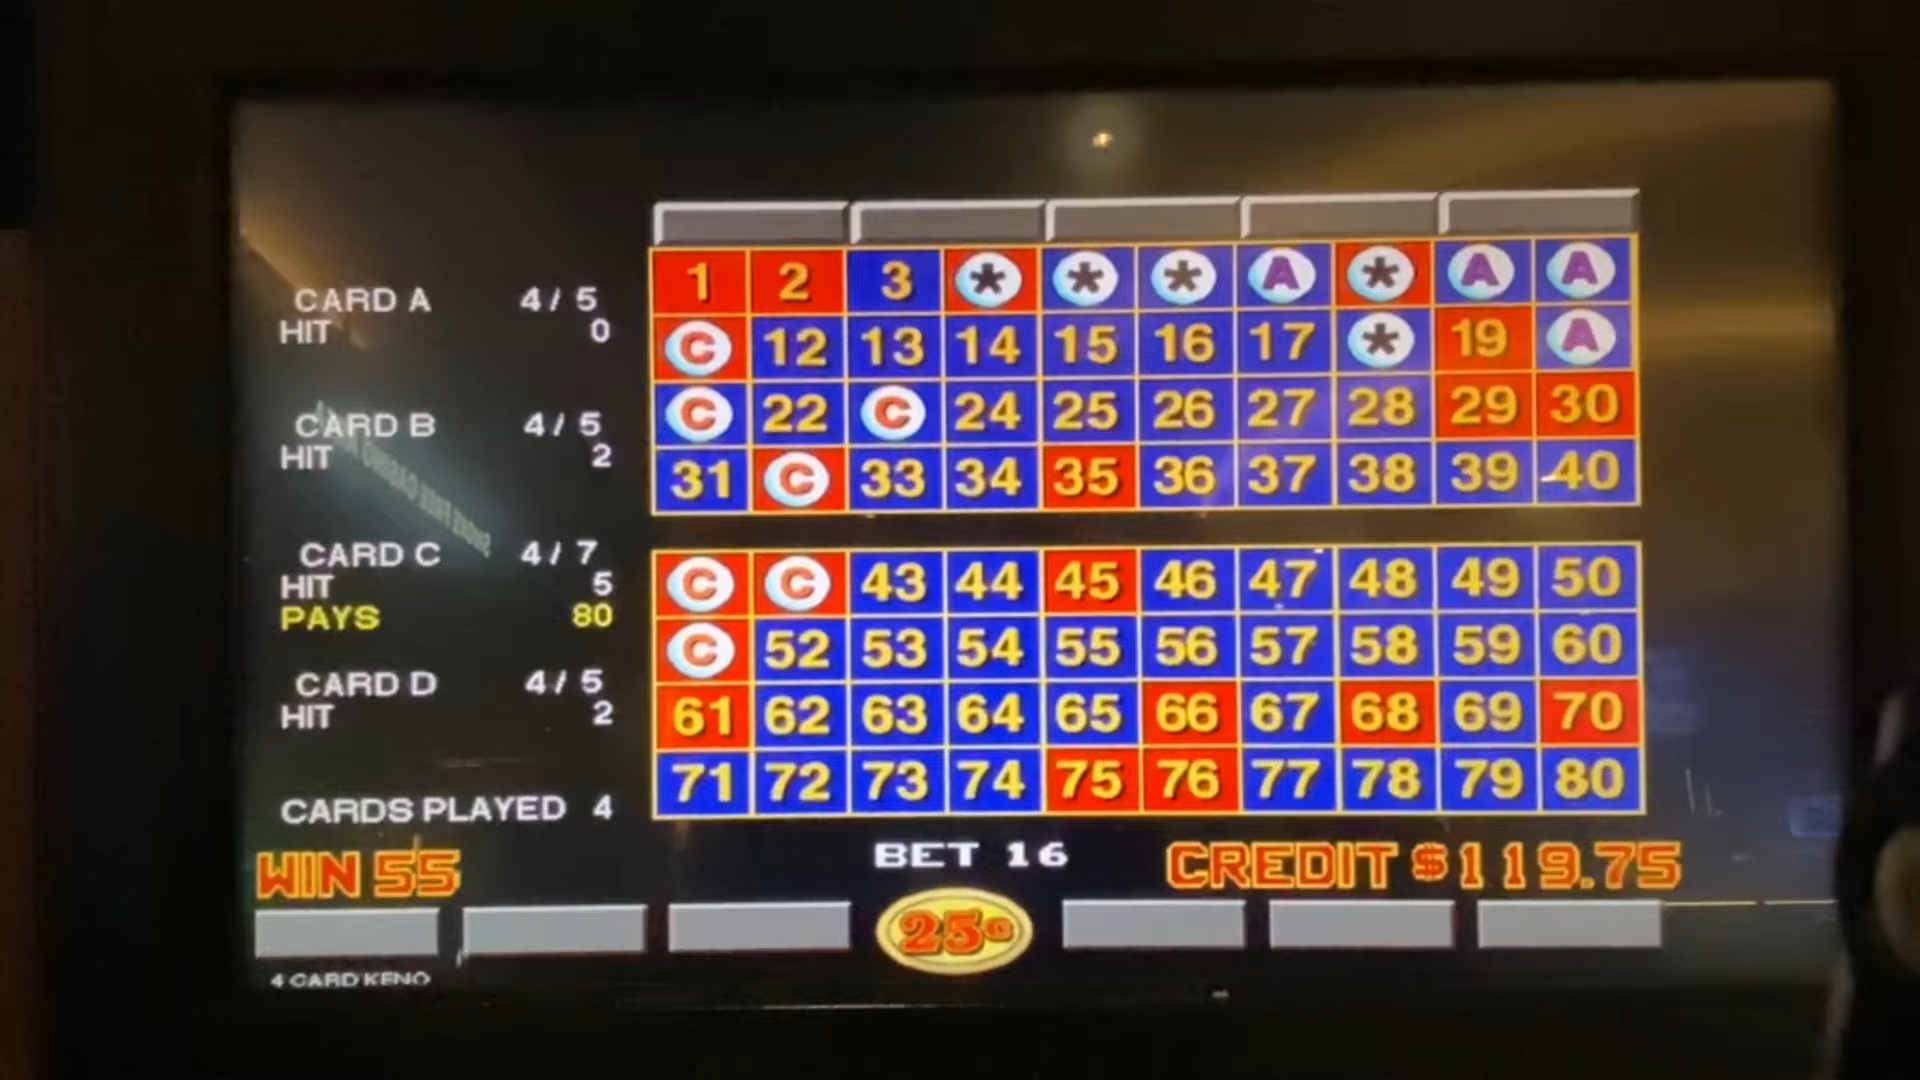 1 2 3 * * * A * A A
CARD A 4/5
HIT 0
C 12 13 14 15 16 17 * 19 A
C 22 C 24 25 26 27 28 29 30
CARD B 4/5
HIT 2
31 C 33 34 35 36 37 38 39 40
SMOKE FREE CASINO
CARD C 4/7
HIT 5
PAYS 80
C C 43 44 45 46 47 48 49 50
C 52 53 54 55 56 57 58 59 60
CARD D 4/5
HIT 2
61 62 63 64 65 66 67 68 69 70
71 72 73 74 75 76 77 78 79 80
CARDS PLAYED 4
WIN 55
BET 16
CREDIT $119.75
25¢
4 CARD KENO